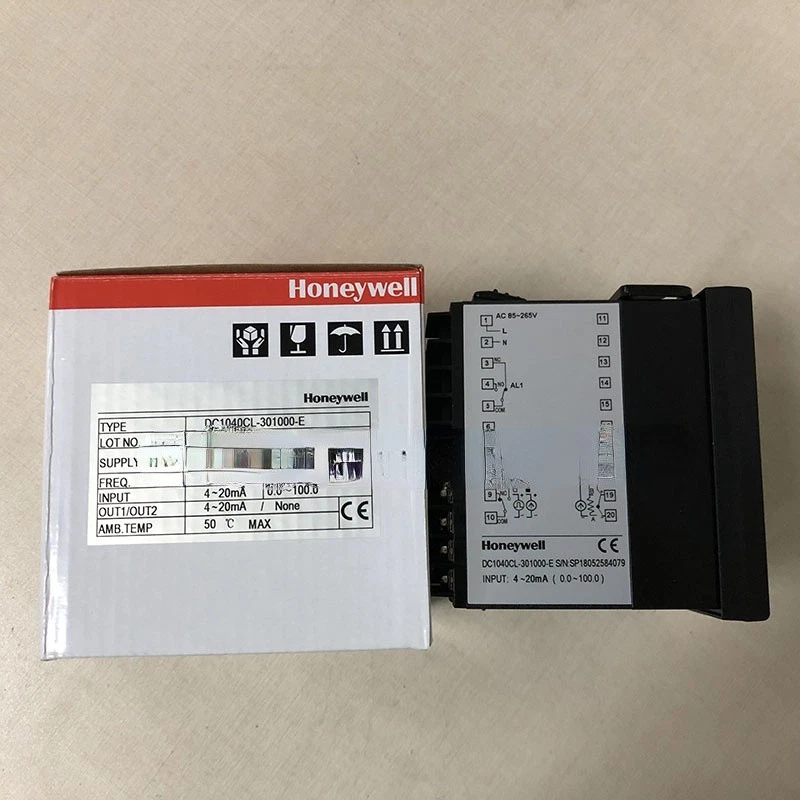 Honeywell
Honeywell
TYPE DC1040CL-301000-E
LOT NO
SUPPLY
FREQ.
INPUT 4~20mA 0.0~100.0
OUT1/OUT2 4~20mA / None
AMB.TEMP 50 ℃ MAX
CE
1 AC 85~265V 11
L
2 N 12
3 NC 13
4 NO AL1 14
5 COM 15
6
9 NC 19
10 COM 20
Honeywell CE
DC1040CL-301000-E S/N:SP18052584079
INPUT: 4~20mA ( 0.0~100.0 )